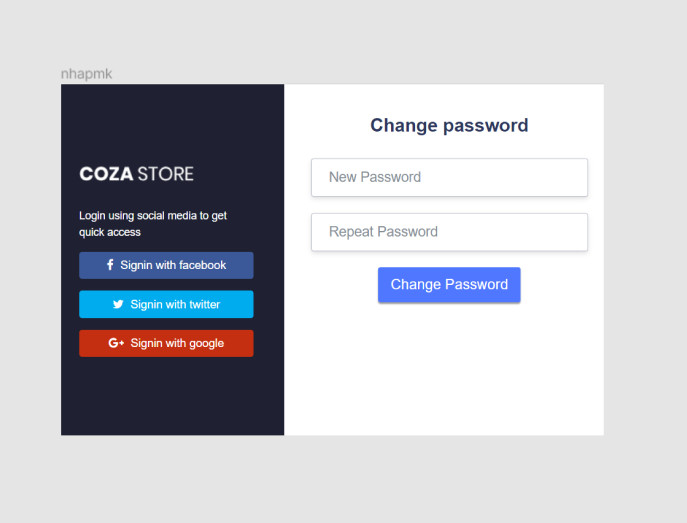 nhapmk
COZA STORE
Login using social media to get
quick access
Signin with facebook
Signin with twitter
G+ Signin with google
Change password
New Password
Repeat Password
Change Password